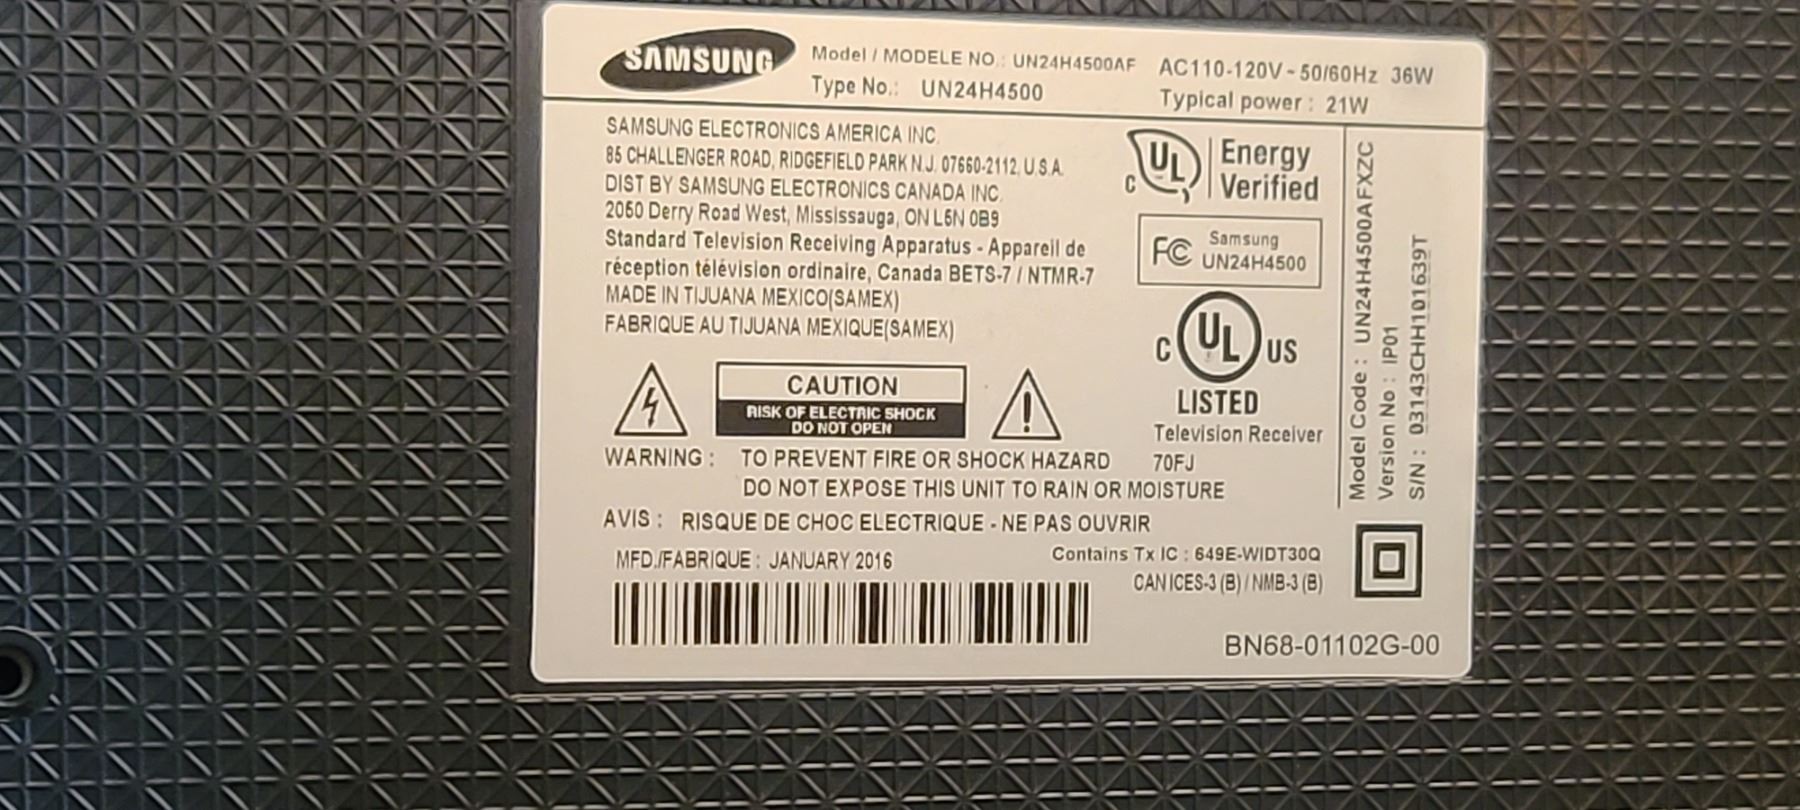 SAMSUNG
Model / MODELE NO.: UN24H4500AF
Type No.: UN24H4500
AC110-120V ~ 50/60Hz 36W
Typical power : 21W
SAMSUNG ELECTRONICS AMERICA INC.
85 CHALLENGER ROAD, RIDGEFIELD PARK N.J. 07660-2112, U.S.A.
DIST BY SAMSUNG ELECTRONICS CANADA INC.
2050 Derry Road West, Mississauga, ON L5N 0B9
Standard Television Receiving Apparatus - Appareil de
réception télévision ordinaire, Canada BETS-7 / NTMR-7
MADE IN TIJUANA MEXICO(SAMEX)
FABRIQUE AU TIJUANA MEXIQUE(SAMEX)
C UL Energy
Verified
FC Samsung
UN24H4500
C UL US
LISTED
Television Receiver
70FJ
CAUTION
RISK OF ELECTRIC SHOCK
DO NOT OPEN
WARNING : TO PREVENT FIRE OR SHOCK HAZARD
DO NOT EXPOSE THIS UNIT TO RAIN OR MOISTURE
AVIS : RISQUE DE CHOC ELECTRIQUE - NE PAS OUVRIR
MFD./FABRIQUE : JANUARY 2016
Contains Tx IC : 649E-WIDT30Q
CAN ICES-3 (B) / NMB-3 (B)
BN68-01102G-00
Model Code : UN24H4500AFXZC
Version No : IP01
S/N : 03143CHH101639T